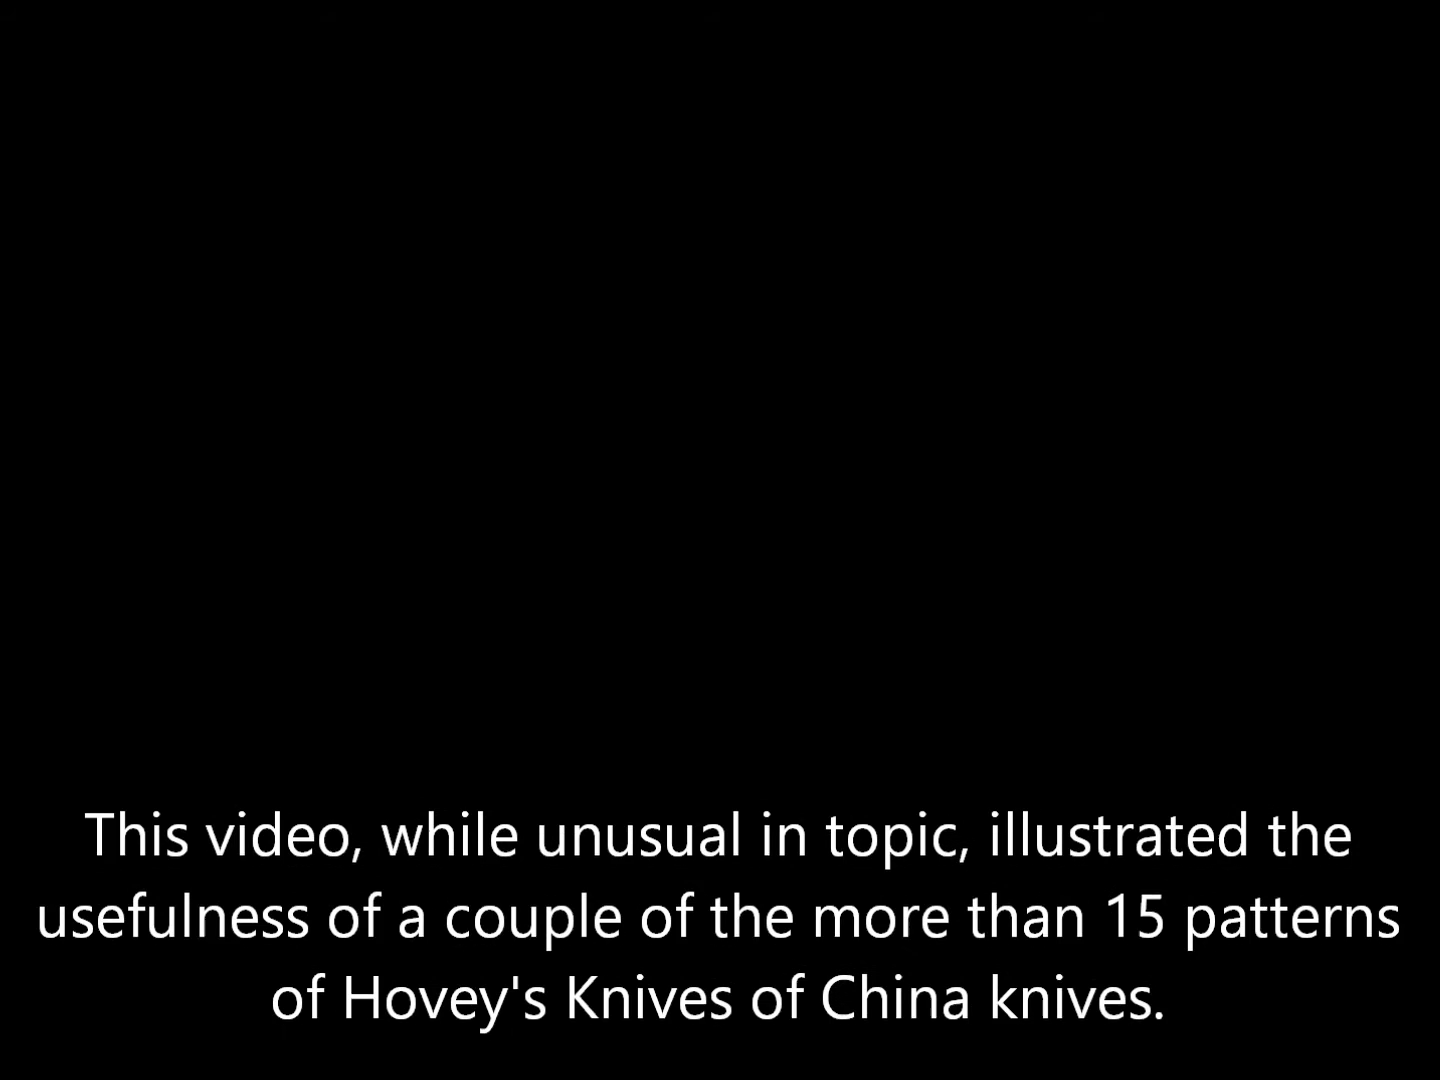 This video, while unusual in topic, illustrated the
usefulness of a couple of the more than 15 patterns
of Hovey's Knives of China knives.